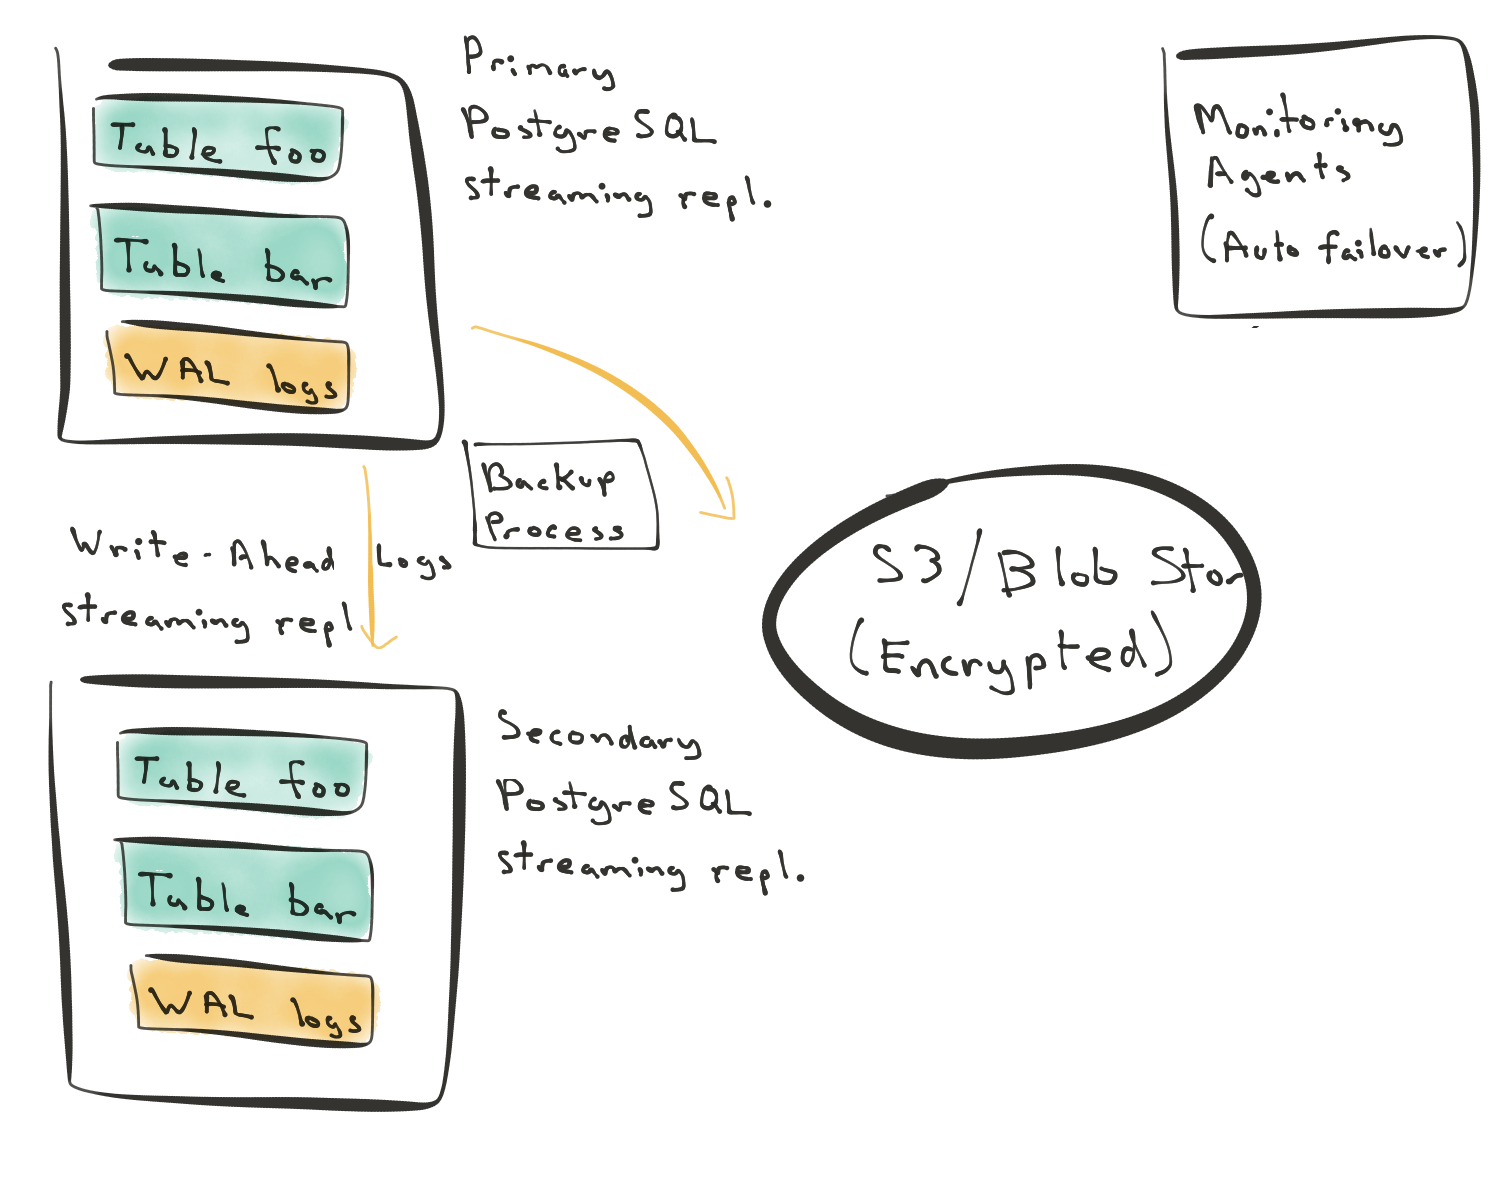 Primary
PostgreSQL
streaming repl.
Table foo
Table bar
WAL logs
Monitoring
Agents
(Auto failover)
Backup
Process
Write-Ahead Logs
streaming repl
S3/Blob Stor
(Encrypted)
Secondary
PostgreSQL
streaming repl.
Table foo
Table bar
WAL logs